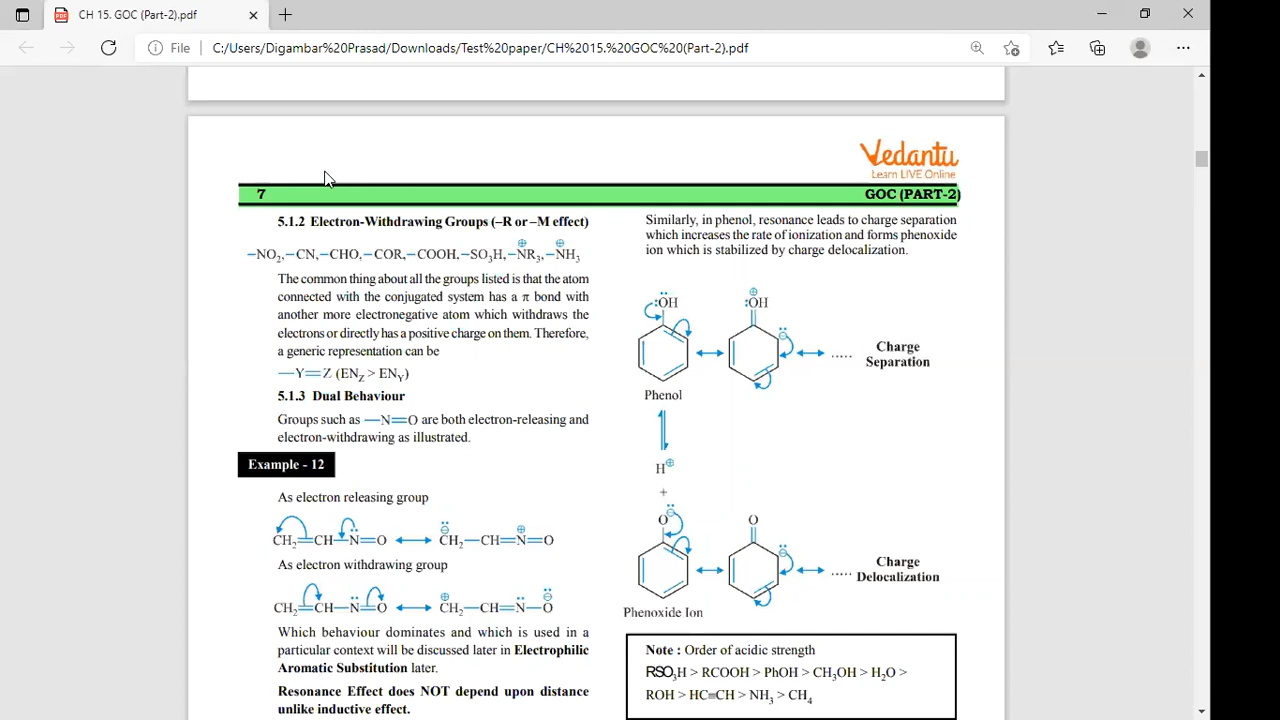 CH 15. GOC (Part-2).pdf
File C:/Users/Digambar%20Prasad/Downloads/Test%20paper/CH%2015.%20GOC%20(Part-2).pdf
Vedantu
Learn LIVE Online
7 GOC (PART-2)
5.1.2 Electron-Withdrawing Groups (–R or –M effect)
–NO₂, –CN, –CHO, –COR, –COOH, –SO₃H, –N⊕R₃, –N⊕H₃
The common thing about all the groups listed is that the atom
connected with the conjugated system has a π bond with
another more electronegative atom which withdraws the
electrons or directly has a positive charge on them. Therefore,
a generic representation can be
—Y=Z (EN_Z > EN_Y)
5.1.3 Dual Behaviour
Groups such as —N=O are both electron-releasing and
electron-withdrawing as illustrated.
Example - 12
As electron releasing group
CH₂=CH—N̈=O ↔ C̈⊖H₂—CH=N⊕=O
As electron withdrawing group
CH₂=CH—N̈=O ↔ C⊕H₂—CH=N̈—Ö⊖
Which behaviour dominates and which is used in a
particular context will be discussed later in Electrophilic
Aromatic Substitution later.
Resonance Effect does NOT depend upon distance
unlike inductive effect.
Similarly, in phenol, resonance leads to charge separation
which increases the rate of ionization and forms phenoxide
ion which is stabilized by charge delocalization.
:ÖH ⊕ :OH
⊖
↔ ↔ .....
Charge
Separation
Phenol
⇌
H⊕
+
O⊖ O
⊖
↔ ↔ .....
Charge
Delocalization
Phenoxide Ion
Note : Order of acidic strength
RSO₃H > RCOOH > PhOH > CH₃OH > H₂O >
ROH > HC≡CH > NH₃ > CH₄